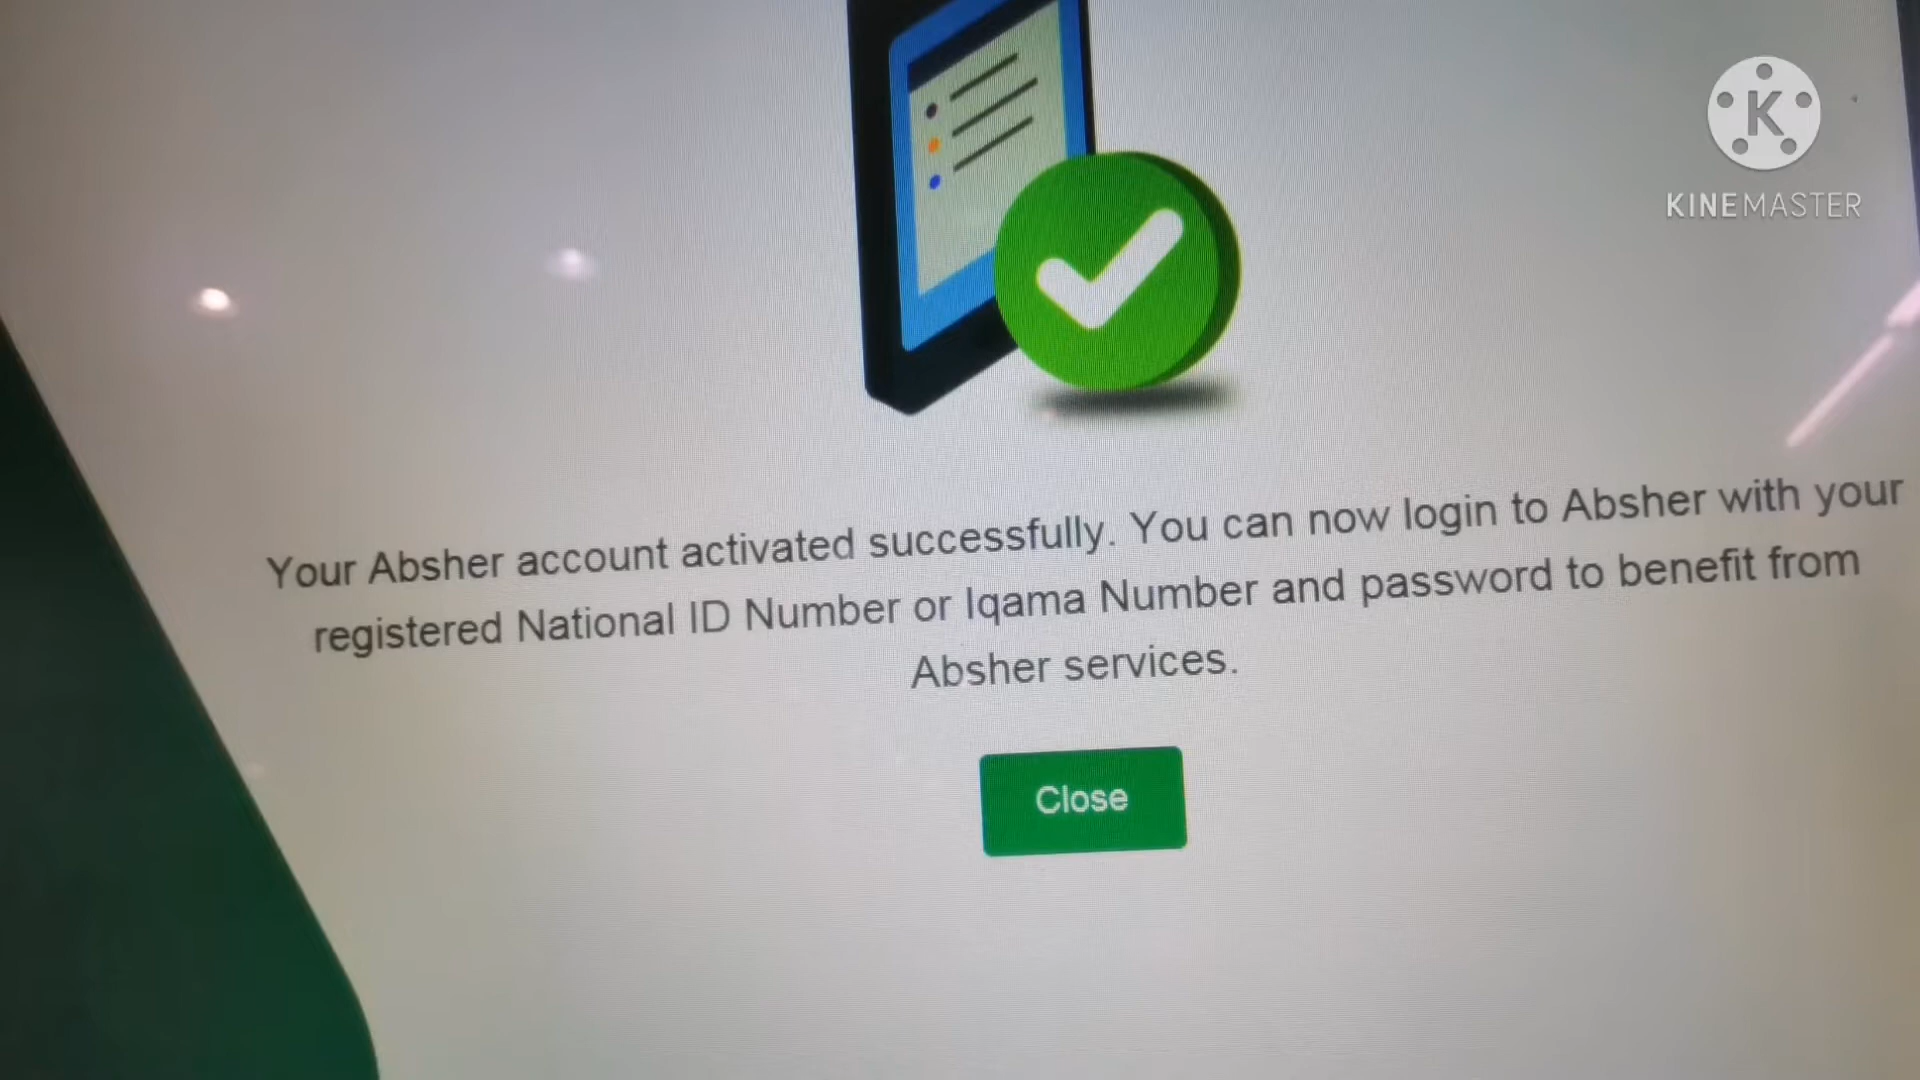 K
KINEMASTER
Your Absher account activated successfully. You can now login to Absher with your
registered National ID Number or Iqama Number and password to benefit from
Absher services.
Close